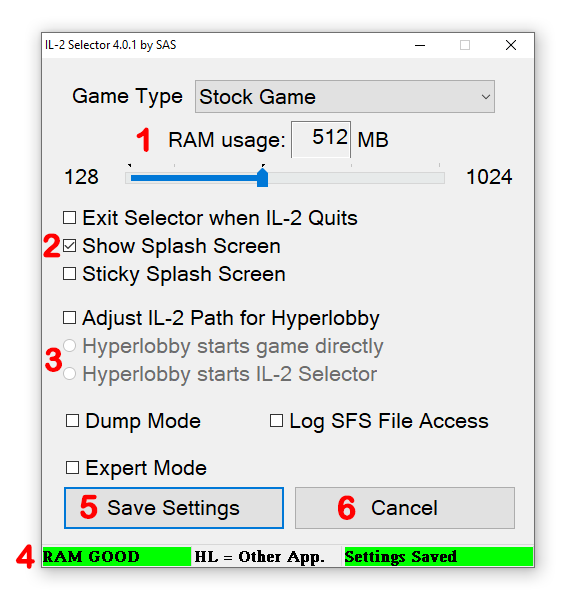 IL-2 Selector 4.0.1 by SAS
Game Type Stock Game
1 RAM usage: 512 MB
128 1024
Exit Selector when IL-2 Quits
2 Show Splash Screen
Sticky Splash Screen
Adjust IL-2 Path for Hyperlobby
Hyperlobby starts game directly
3
Hyperlobby starts IL-2 Selector
Dump Mode Log SFS File Access
Expert Mode
5 Save Settings 6 Cancel
4 RAM GOOD HL = Other App. Settings Saved